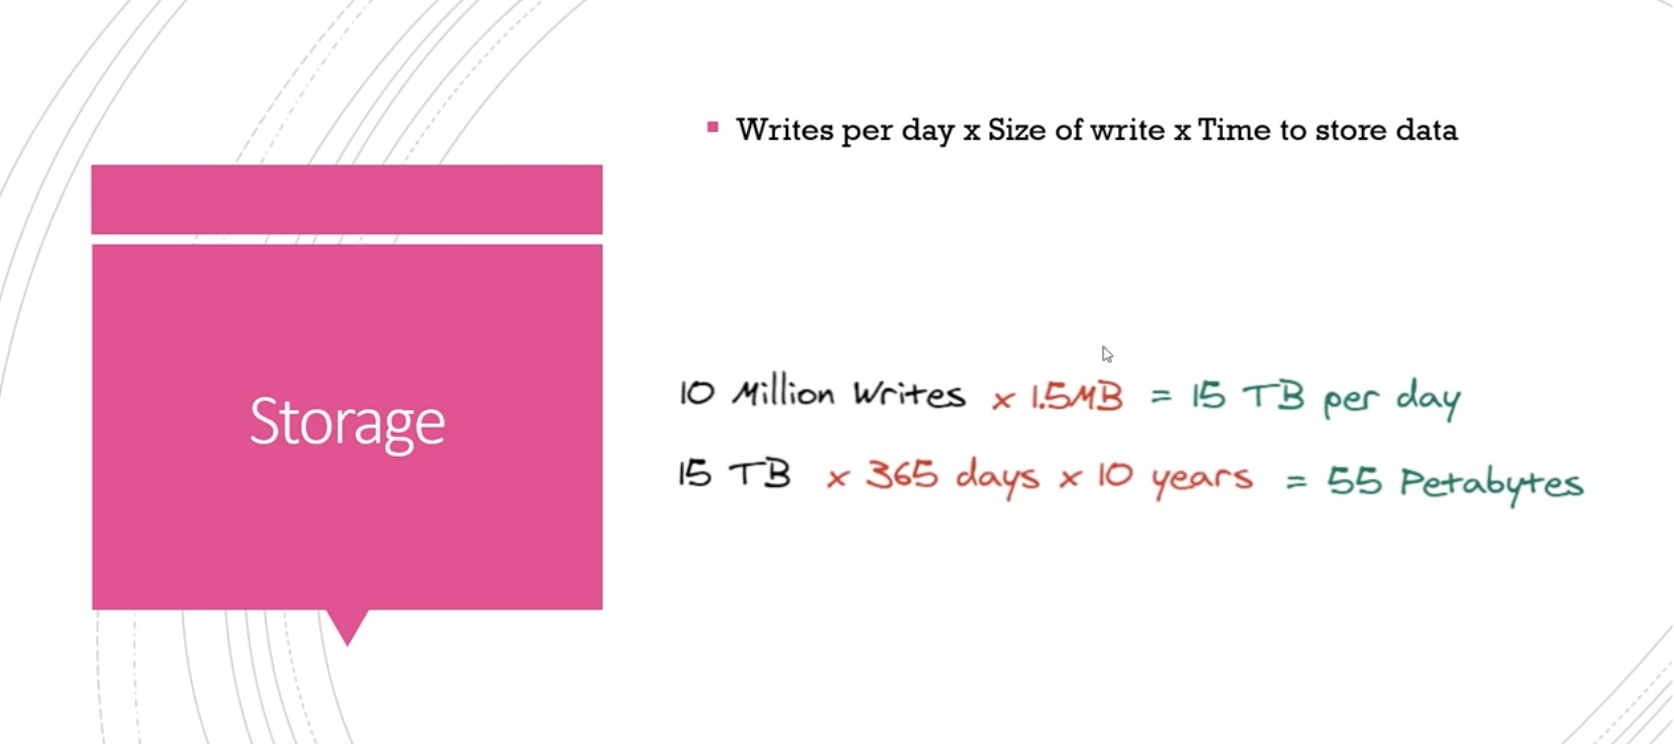 Writes per day x Size of write x Time to store data
Storage
10 Million Writes x 1.5MB = 15 TB per day
15 TB x 365 days x 10 years = 55 Petabytes